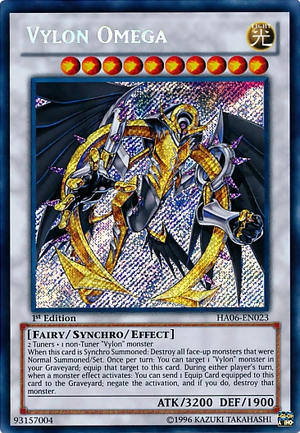 Vylon Omega
LIGHT
光
1st Edition
HA06-EN023
[Fairy/Synchro/Effect]
2 Tuners + 1 non-Tuner "Vylon" monster
When this card is Synchro Summoned: Destroy all face-up monsters that were
Normal Summoned/Set. Once per turn: You can target 1 "Vylon" monster in
your Graveyard; equip that target to this card. During either player's turn,
when a monster effect activates: You can send 1 Equip Card equipped to this
card to the Graveyard; negate the activation, and if you do, destroy that
monster.
ATK/3200 DEF/1900
93157004
©1996 KAZUKI TAKAHASHI